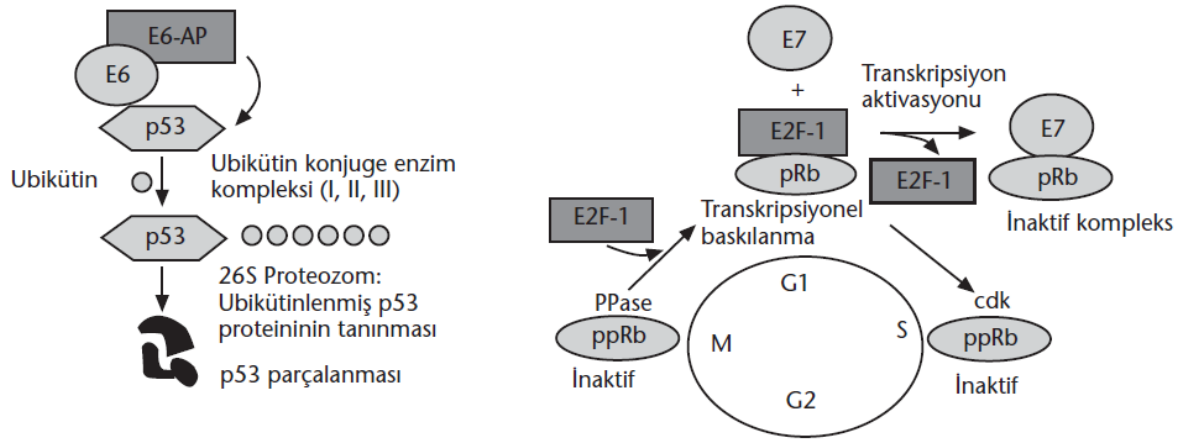 E6-AP
E6
p53
Ubikütin
Ubikütin konjuge enzim
kompleksi (I, II, III)
p53
26S Proteozom:
Ubikütinlenmiş p53
proteininin tanınması
p53 parçalanması
E7
+
Transkripsiyon
aktivasyonu
E2F-1
pRb
E2F-1
E7
pRb
İnaktif kompleks
E2F-1
Transkripsiyonel
baskılanma
PPase
ppRb
İnaktif
G1
M
S
G2
cdk
ppRb
İnaktif